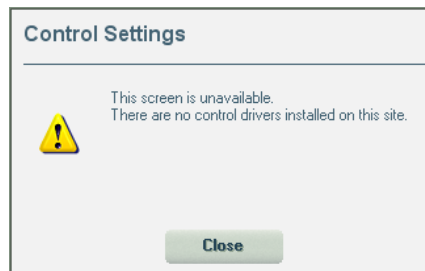 Control Settings
This screen is unavailable.
There are no control drivers installed on this site.
Close